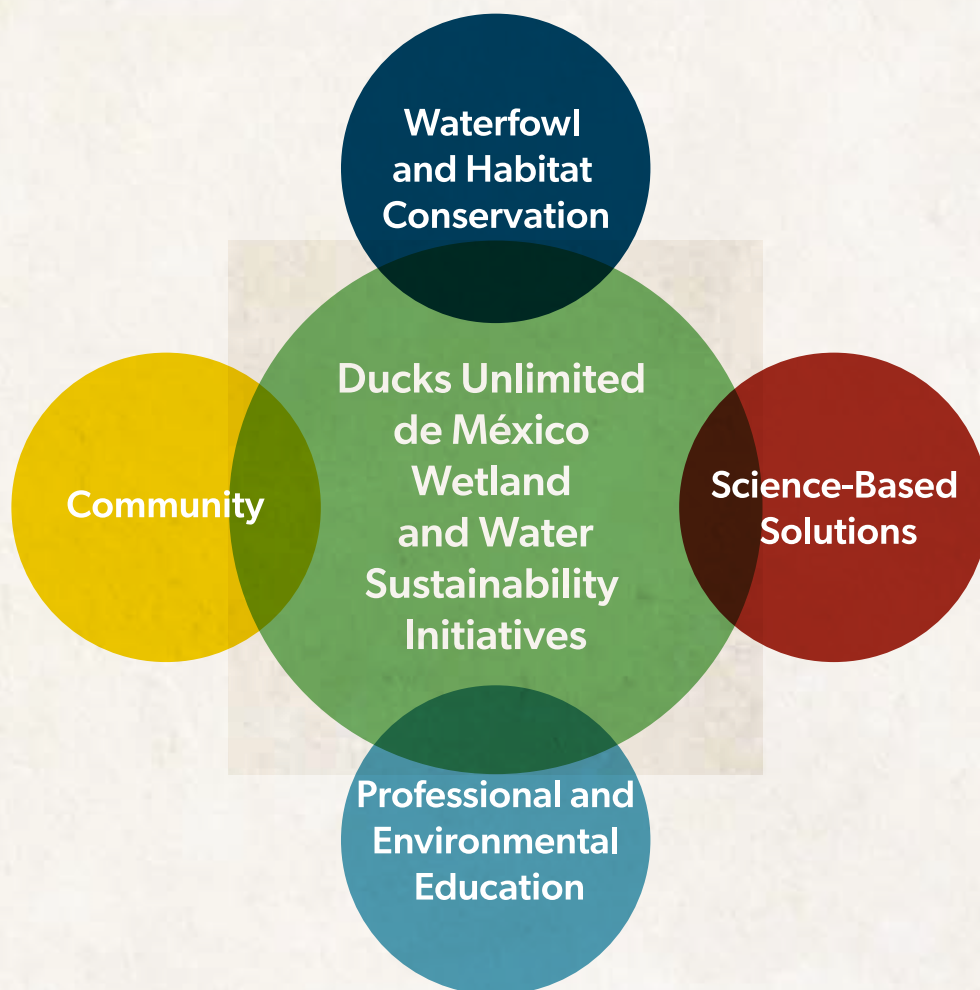 Waterfowl
and Habitat
Conservation
Ducks Unlimited
de México
Wetland
and Water
Sustainability
Initiatives
Community
Science-Based
Solutions
Professional and
Environmental
Education